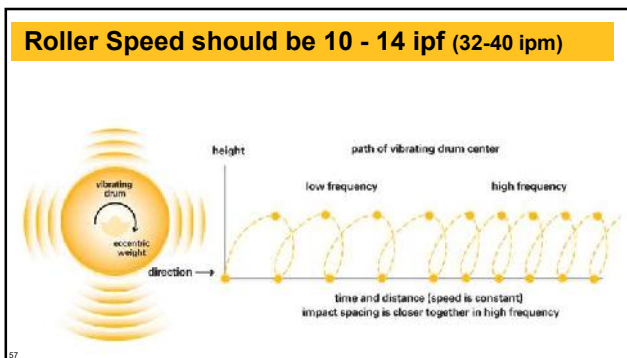 Roller Speed should be 10 - 14 ipf (32-40 ipm)
height
path of vibrating drum center
low frequency
high frequency
vibrating
drum
eccentric
weight
direction →
time and distance (speed is constant)
impact spacing is closer together in high frequency
57